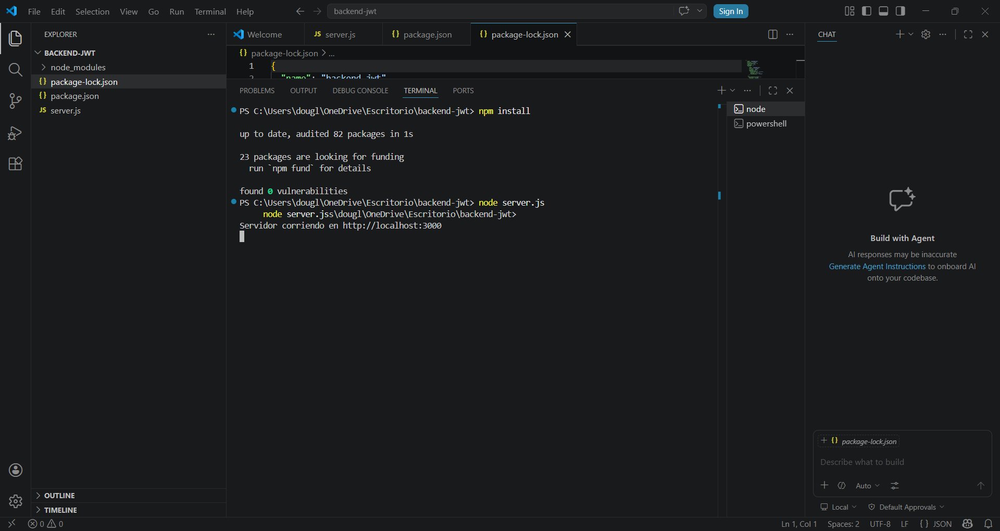 File Edit Selection View Go Run Terminal Help
backend-jwt
Sign In
EXPLORER
BACKEND-JWT
node_modules
{} package-lock.json
{} package.json
JS server.js
OUTLINE
TIMELINE
Welcome
JS server.js
{} package.json
{} package-lock.json
{} package-lock.json > ...
1 {
2 "name": "backend-jwt"
PROBLEMS OUTPUT DEBUG CONSOLE TERMINAL PORTS
PS C:\Users\dougl\OneDrive\Escritorio\backend-jwt> npm install
up to date, audited 82 packages in 1s
23 packages are looking for funding
run `npm fund` for details
found 0 vulnerabilities
PS C:\Users\dougl\OneDrive\Escritorio\backend-jwt> node server.js
node server.jss\dougl\OneDrive\Escritorio\backend-jwt>
Servidor corriendo en http://localhost:3000
node
powershell
CHAT
Build with Agent
AI responses may be inaccurate
Generate Agent Instructions to onboard AI
onto your codebase.
{} package-lock.json
Describe what to build
Auto
Local
Default Approvals
0 0
Ln 1, Col 1 Spaces: 2 UTF-8 LF {} JSON